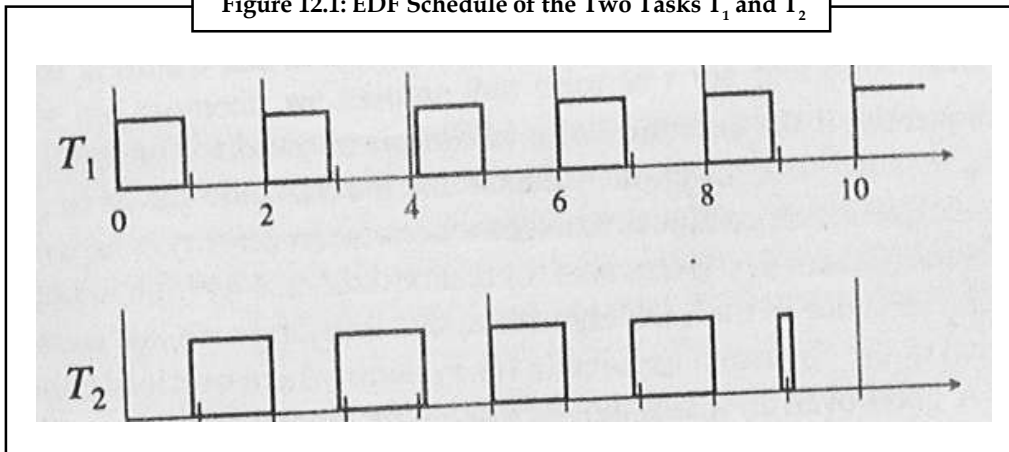 Figure 12.1: EDF Schedule of the Two Tasks T₁ and T₂
T₁
0 2 4 6 8 10
T₂